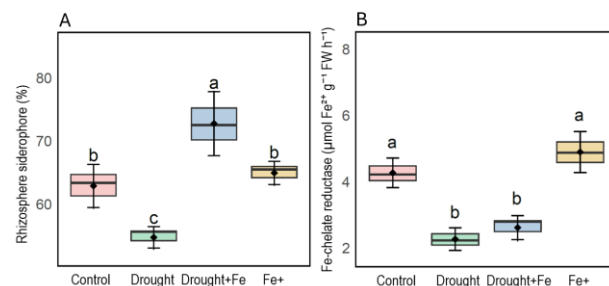 A
Rhizosphere siderophore (%)
80
70
60
b
c
a
b
Control Drought Drought+Fe Fe+
B
Fe-chelate reductase (µmol Fe²⁺ g⁻¹ FW h⁻¹)
8
6
4
2
a
b
b
a
Control Drought Drought+Fe Fe+